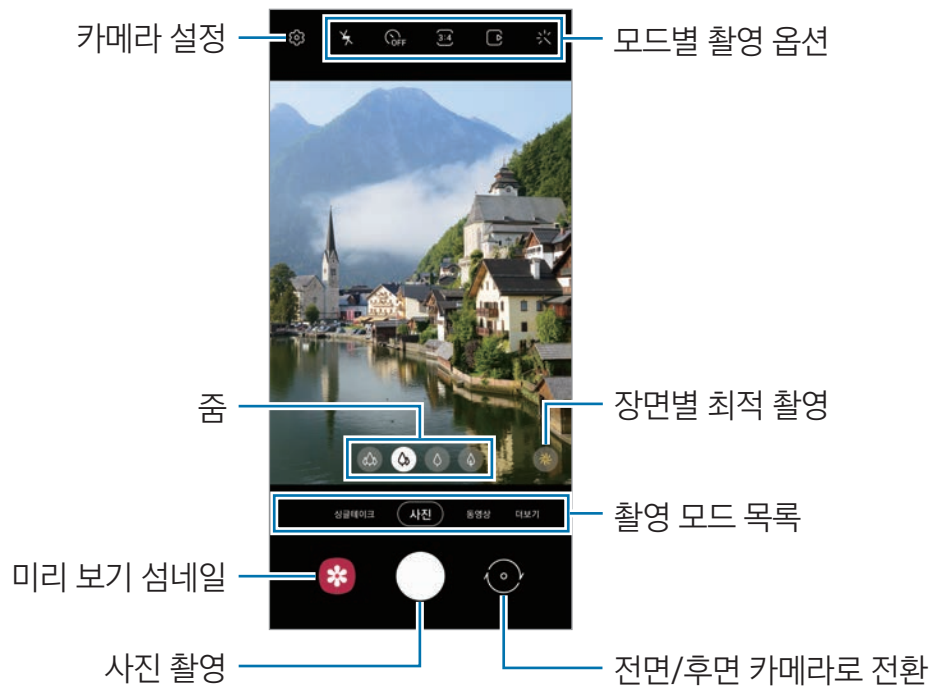 카메라 설정
OFF
3:4
모드별 촬영 옵션
줌
장면별 최적 촬영
싱글테이크 사진 동영상 더보기
촬영 모드 목록
미리 보기 섬네일
사진 촬영
전면/후면 카메라로 전환